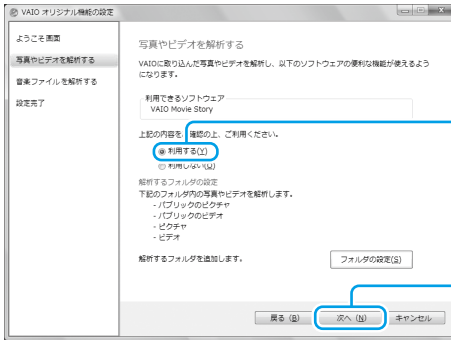 VAIO オリジナル機能の設定
ようこそ画面
写真やビデオを解析する
音楽ファイルを解析する
設定完了
写真やビデオを解析する
VAIOに取り込んだ写真やビデオを解析し、以下のソフトウェアの便利な機能が使えるよう
になります。
利用できるソフトウェア
VAIO Movie Story
上記の内容をご確認の上、ご利用ください。
利用する(Y)
利用しない(U)
解析するフォルダの設定
下記のフォルダ内の写真やビデオを解析します。
- パブリックのピクチャ
- パブリックのビデオ
- ピクチャ
- ビデオ
解析するフォルダを追加します。
フォルダの設定(S)
戻る (B)
次へ (N)
キャンセル